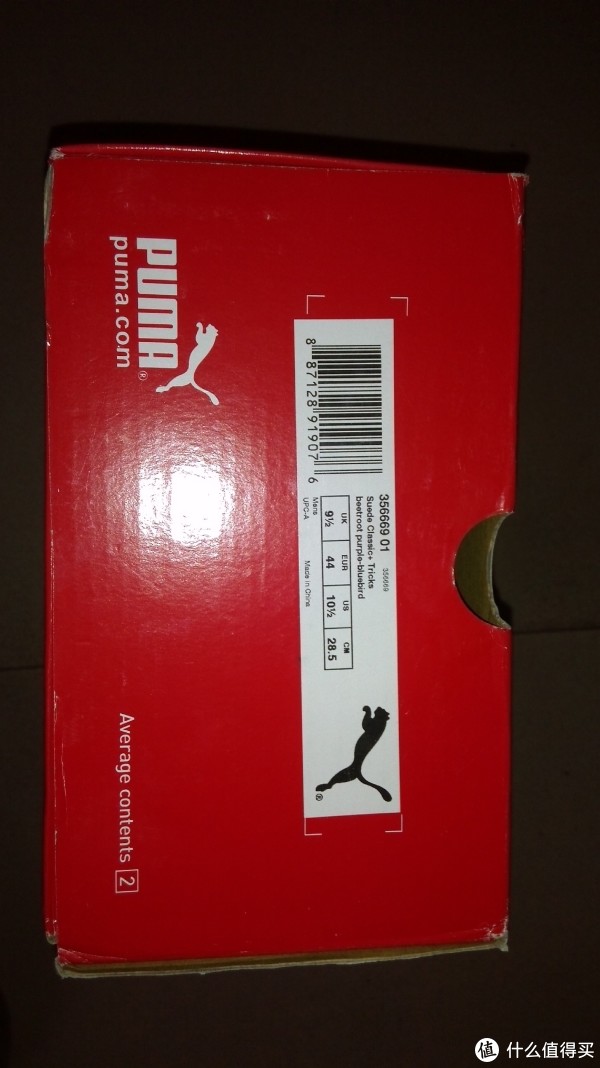 PUMA®
puma.com
8 87128 91907 6
356669 01 356669
Suede Classic+ Tricks
beetroot purple-bluebird
UK EUR US CM
9½ 44 10½ 28.5
Mens
UPC-A Made in China
®
Average contents 2
值 什么值得买